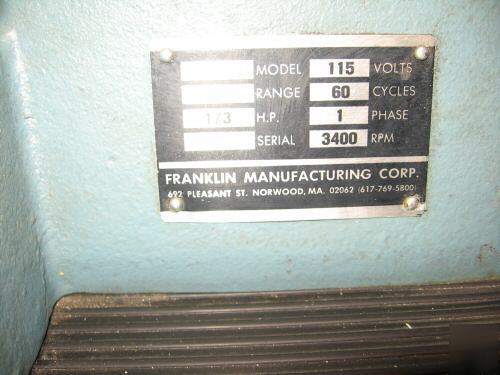 MODEL 115 VOLTS
RANGE 60 CYCLES
1/3 H.P. 1 PHASE
SERIAL 3400 RPM
FRANKLIN MANUFACTURING CORP.
692 PLEASANT ST. NORWOOD, MA. 02062 (617-769-5800)